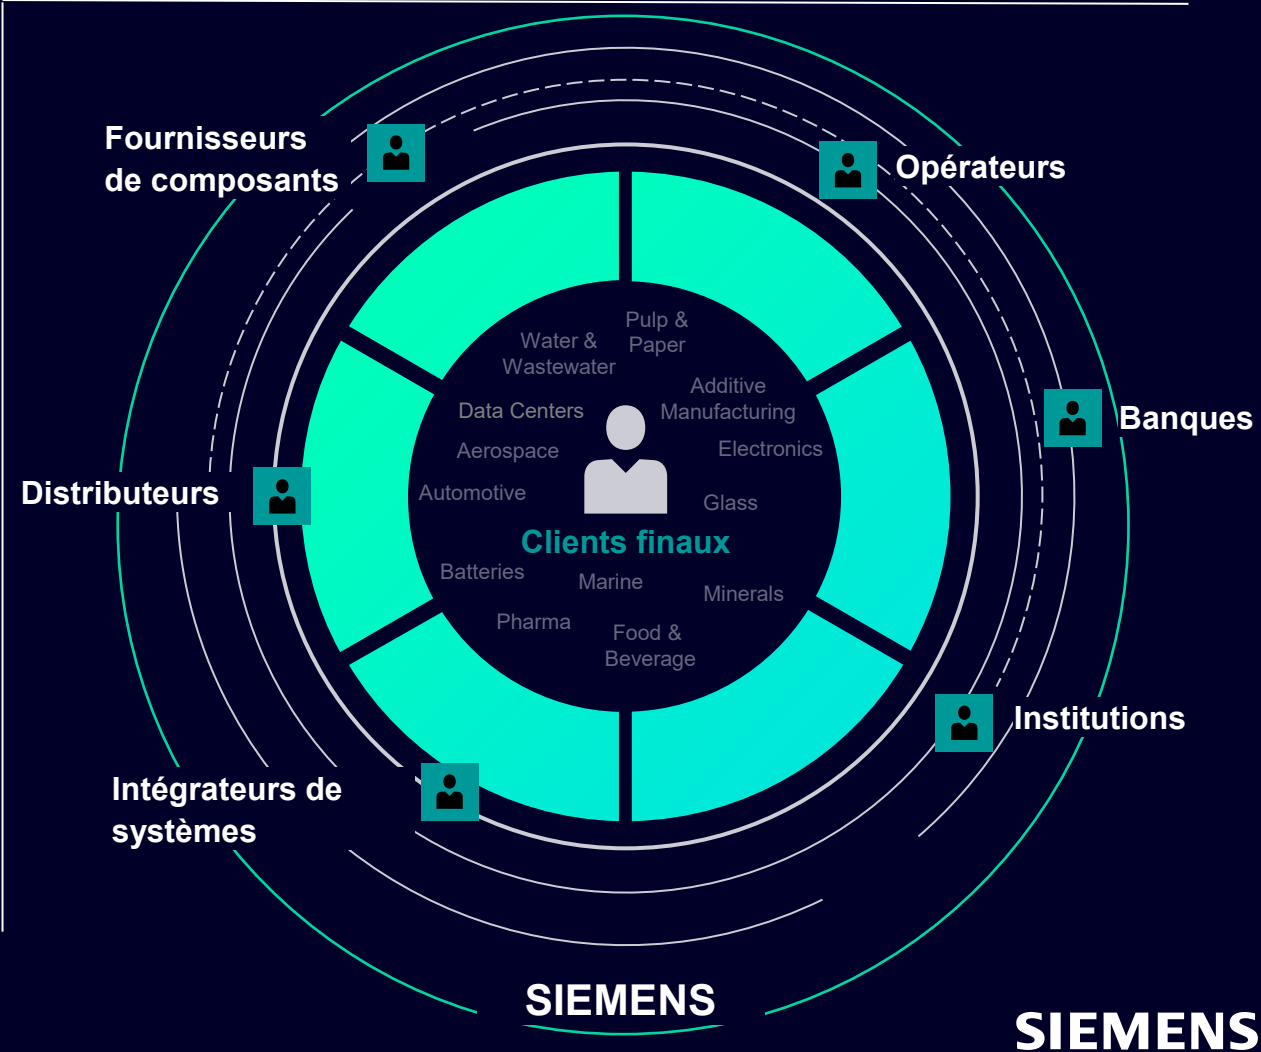 Fournisseurs
de composants
Opérateurs
Banques
Institutions
Distributeurs
Intégrateurs de
systèmes
Water &
Wastewater
Pulp &
Paper
Data Centers
Additive
Manufacturing
Aerospace
Electronics
Automotive
Glass
Clients finaux
Batteries
Marine
Minerals
Pharma
Food &
Beverage
SIEMENS
SIEMENS